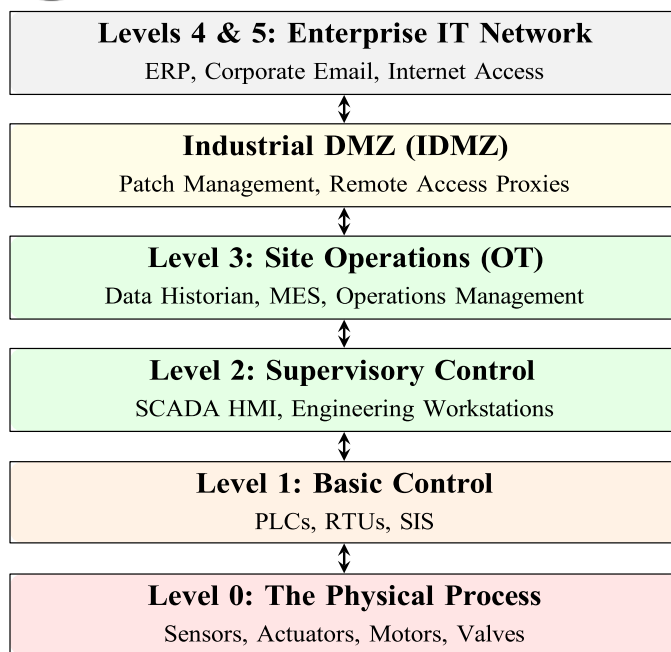 Levels 4 & 5: Enterprise IT Network
ERP, Corporate Email, Internet Access
Industrial DMZ (IDMZ)
Patch Management, Remote Access Proxies
Level 3: Site Operations (OT)
Data Historian, MES, Operations Management
Level 2: Supervisory Control
SCADA HMI, Engineering Workstations
Level 1: Basic Control
PLCs, RTUs, SIS
Level 0: The Physical Process
Sensors, Actuators, Motors, Valves